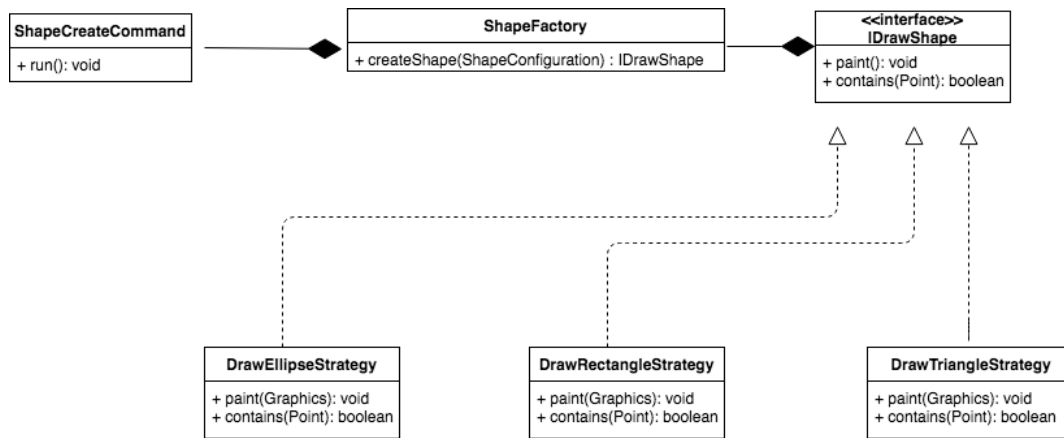 ShapeCreateCommand
+ run(): void
ShapeFactory
+ createShape(ShapeConfiguration) : IDrawShape
<<interface>>
IDrawShape
+ paint(): void
+ contains(Point): boolean
DrawEllipseStrategy
+ paint(Graphics): void
+ contains(Point): boolean
DrawRectangleStrategy
+ paint(Graphics): void
+ contains(Point): boolean
DrawTriangleStrategy
+ paint(Graphics): void
+ contains(Point): boolean